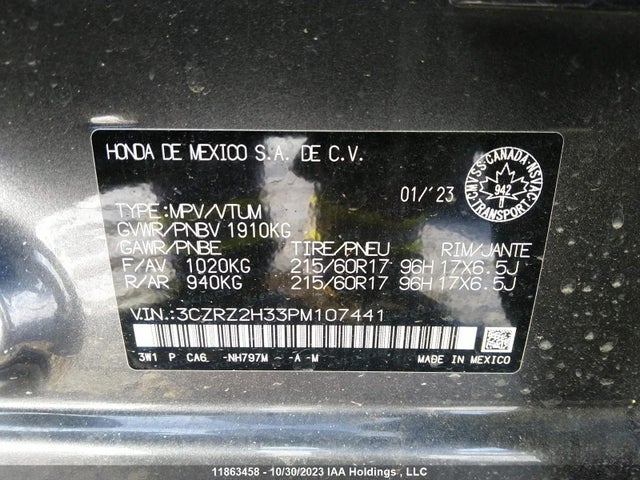 HONDA DE MEXICO S.A. DE C.V.
01/'23
CMVSS-CANADA-NSVAC
942
TRANSPORT
TYPE:MPV/VTUM
GVWR/PNBV 1910KG
GAWR/PNBE TIRE/PNEU RIM/JANTE
F/AV 1020KG 215/60R17 96H 17X6.5J
R/AR 940KG 215/60R17 96H 17X6.5J
VIN.:3CZRZ2H33PM107441
3W1 P CA6 -NH797M - -A-M MADE IN MEXICO
11863458 - 10/30/2023 IAA Holdings , LLC